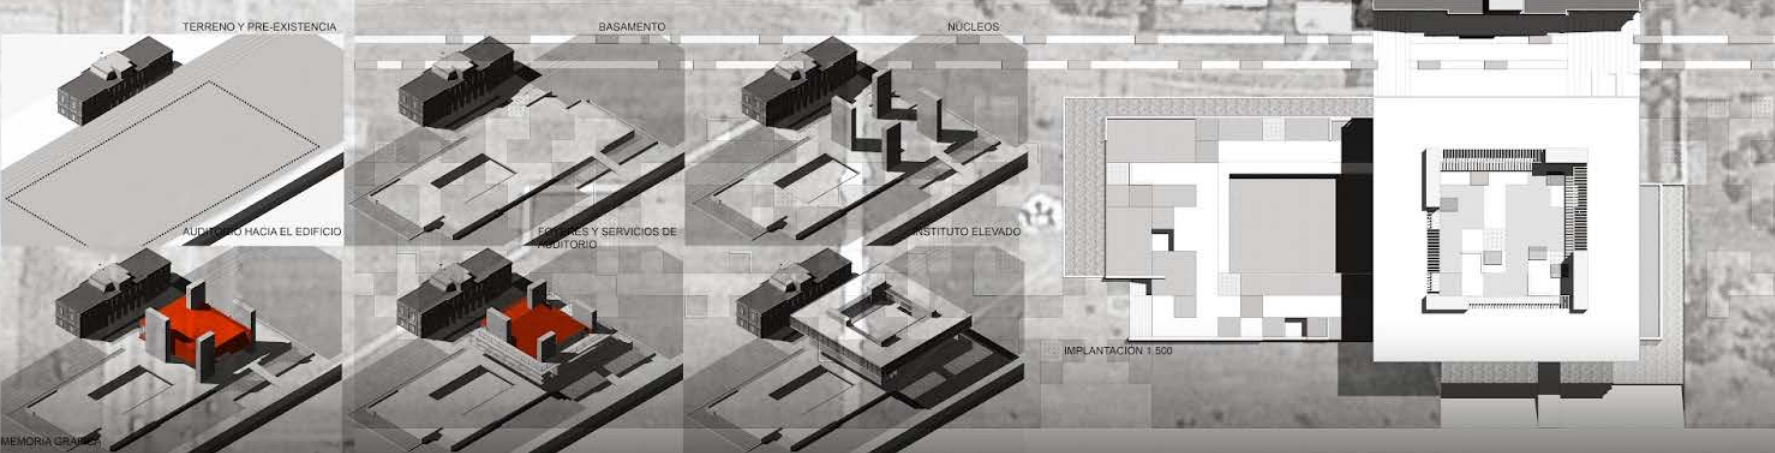 TERRENO Y PRE-EXISTENCIA
BASAMENTO
NÚCLEOS
AUDITORIO HACIA EL EDIFICIO
FOYERES Y SERVICIOS DE
AUDITORIO
INSTITUTO ELEVADO
IMPLANTACIÓN 1:500
MEMORIA GRÁFICA